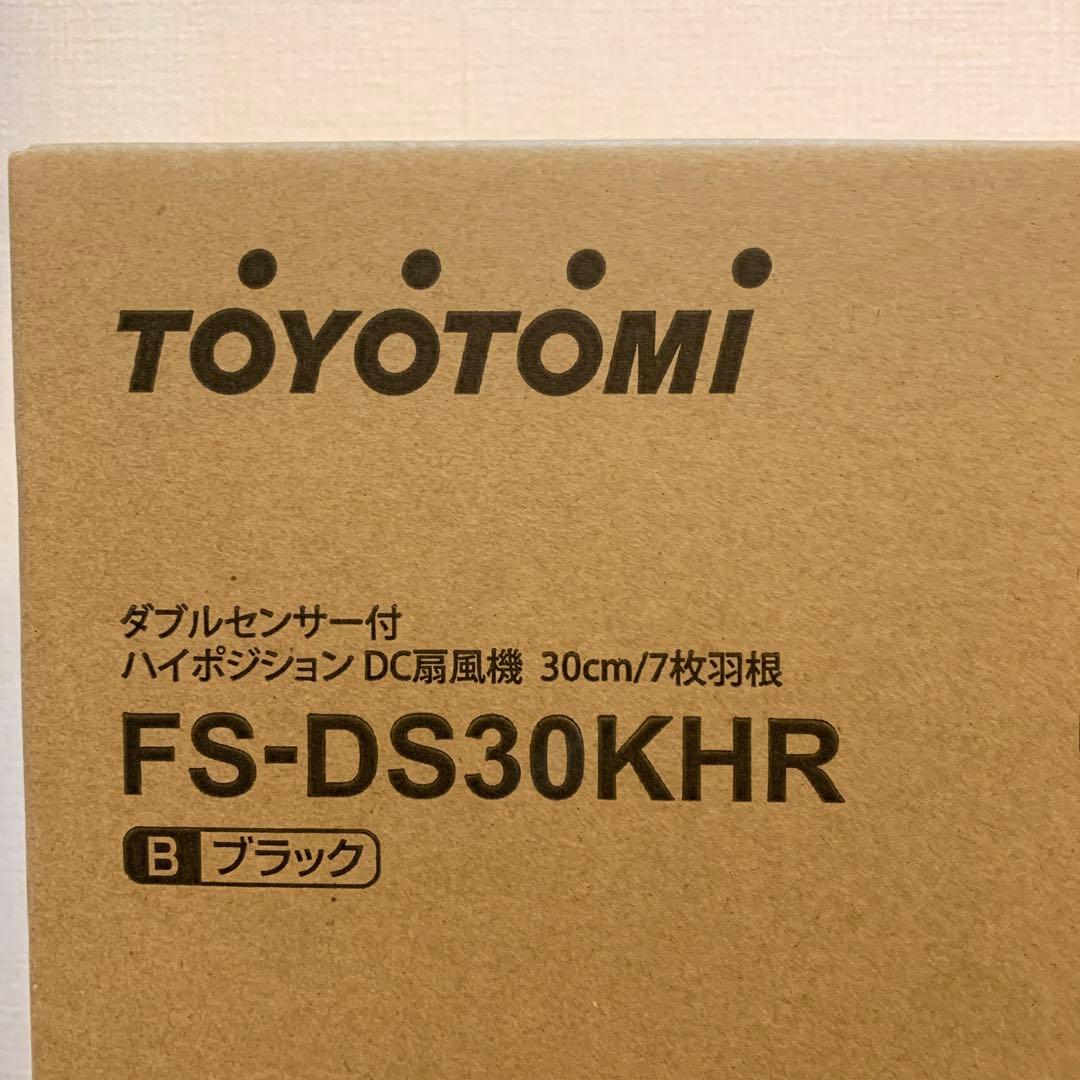 TOYOTOMI
ダブルセンサー付
ハイポジション DC扇風機 30cm/7枚羽根
FS-DS30KHR
B ブラック